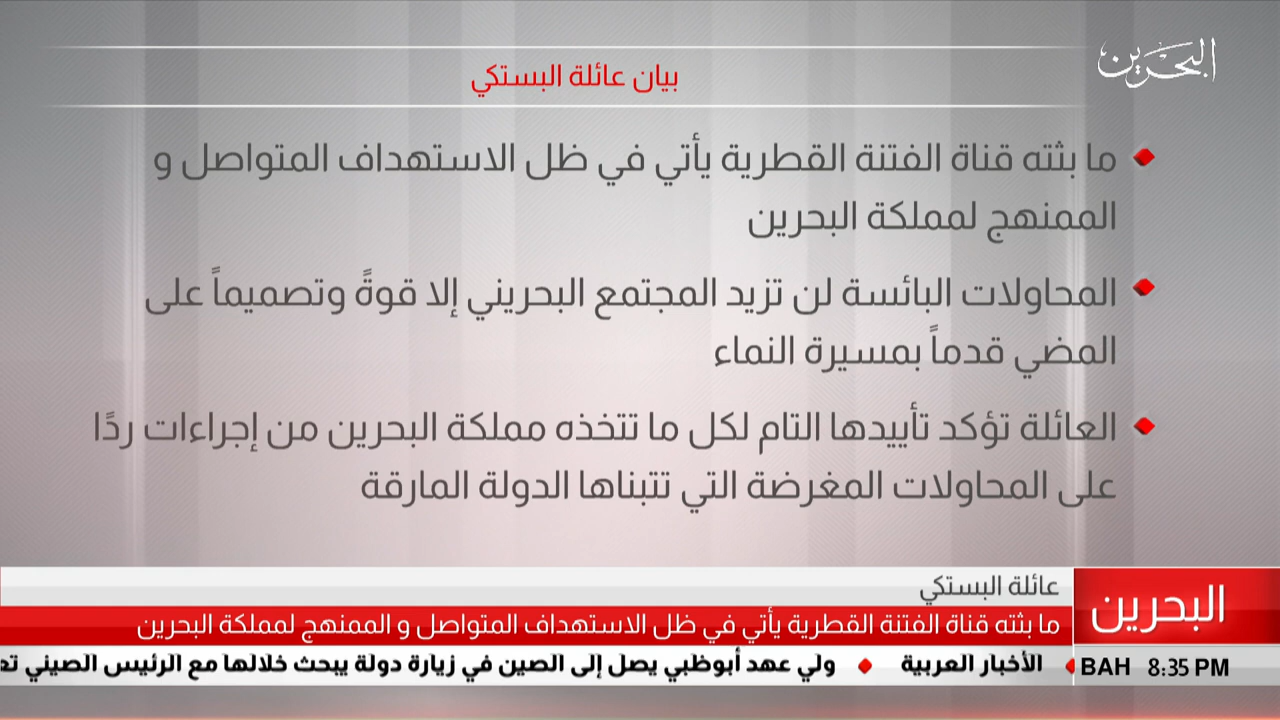 البحرين
بيان عائلة البستكي
ما بثته قناة الفتنة القطرية يأتي في ظل الاستهداف المتواصل و
الممنهج لمملكة البحرين
المحاولات البائسة لن تزيد المجتمع البحريني إلا قوةً وتصميماً على
المضي قدماً بمسيرة النماء
العائلة تؤكد تأييدها التام لكل ما تتخذه مملكة البحرين من إجراءات ردًا
على المحاولات المغرضة التي تتبناها الدولة المارقة
عائلة البستكي
البحرين
ما بثته قناة الفتنة القطرية يأتي في ظل الاستهداف المتواصل و الممنهج لمملكة البحرين
BAH 8:35 PM
الأخبار العربية ولي عهد أبوظبي يصل إلى الصين في زيارة دولة يبحث خلالها مع الرئيس الصيني تع